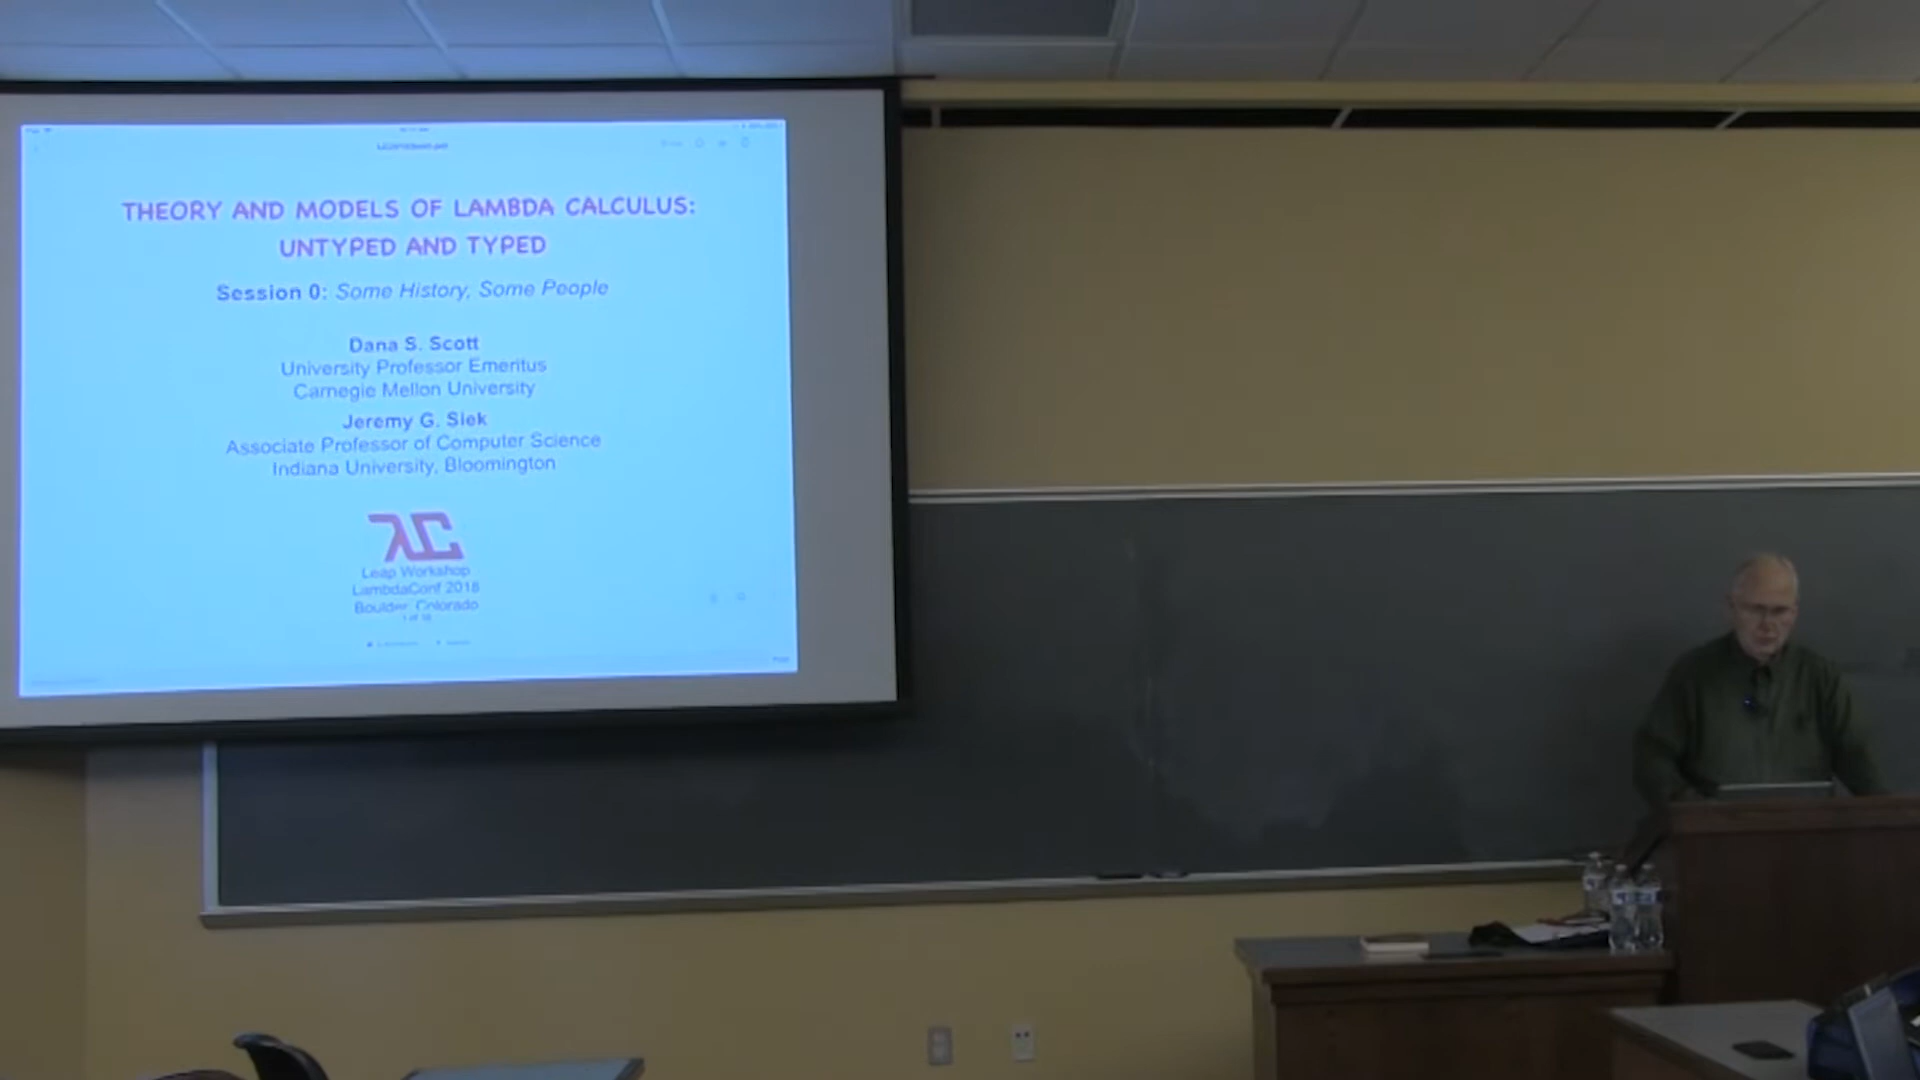 THEORY AND MODELS OF LAMBDA CALCULUS:
UNTYPED AND TYPED
Session 0: Some History, Some People
Dana S. Scott
University Professor Emeritus
Carnegie Mellon University
Jeremy G. Siek
Associate Professor of Computer Science
Indiana University, Bloomington
λC
Leap Workshop
LambdaConf 2018
Boulder, Colorado